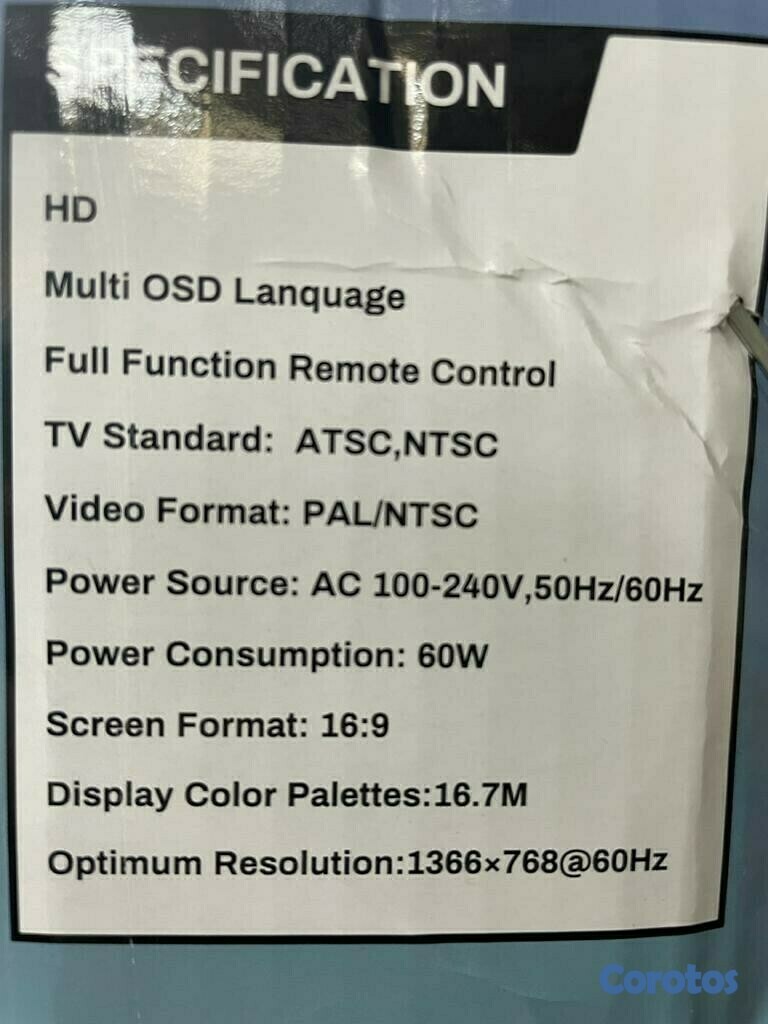 SPECIFICATION
HD
Multi OSD Lanquage
Full Function Remote Control
TV Standard: ATSC,NTSC
Video Format: PAL/NTSC
Power Source: AC 100-240V,50Hz/60Hz
Power Consumption: 60W
Screen Format: 16:9
Display Color Palettes:16.7M
Optimum Resolution:1366×768@60Hz
Corotos